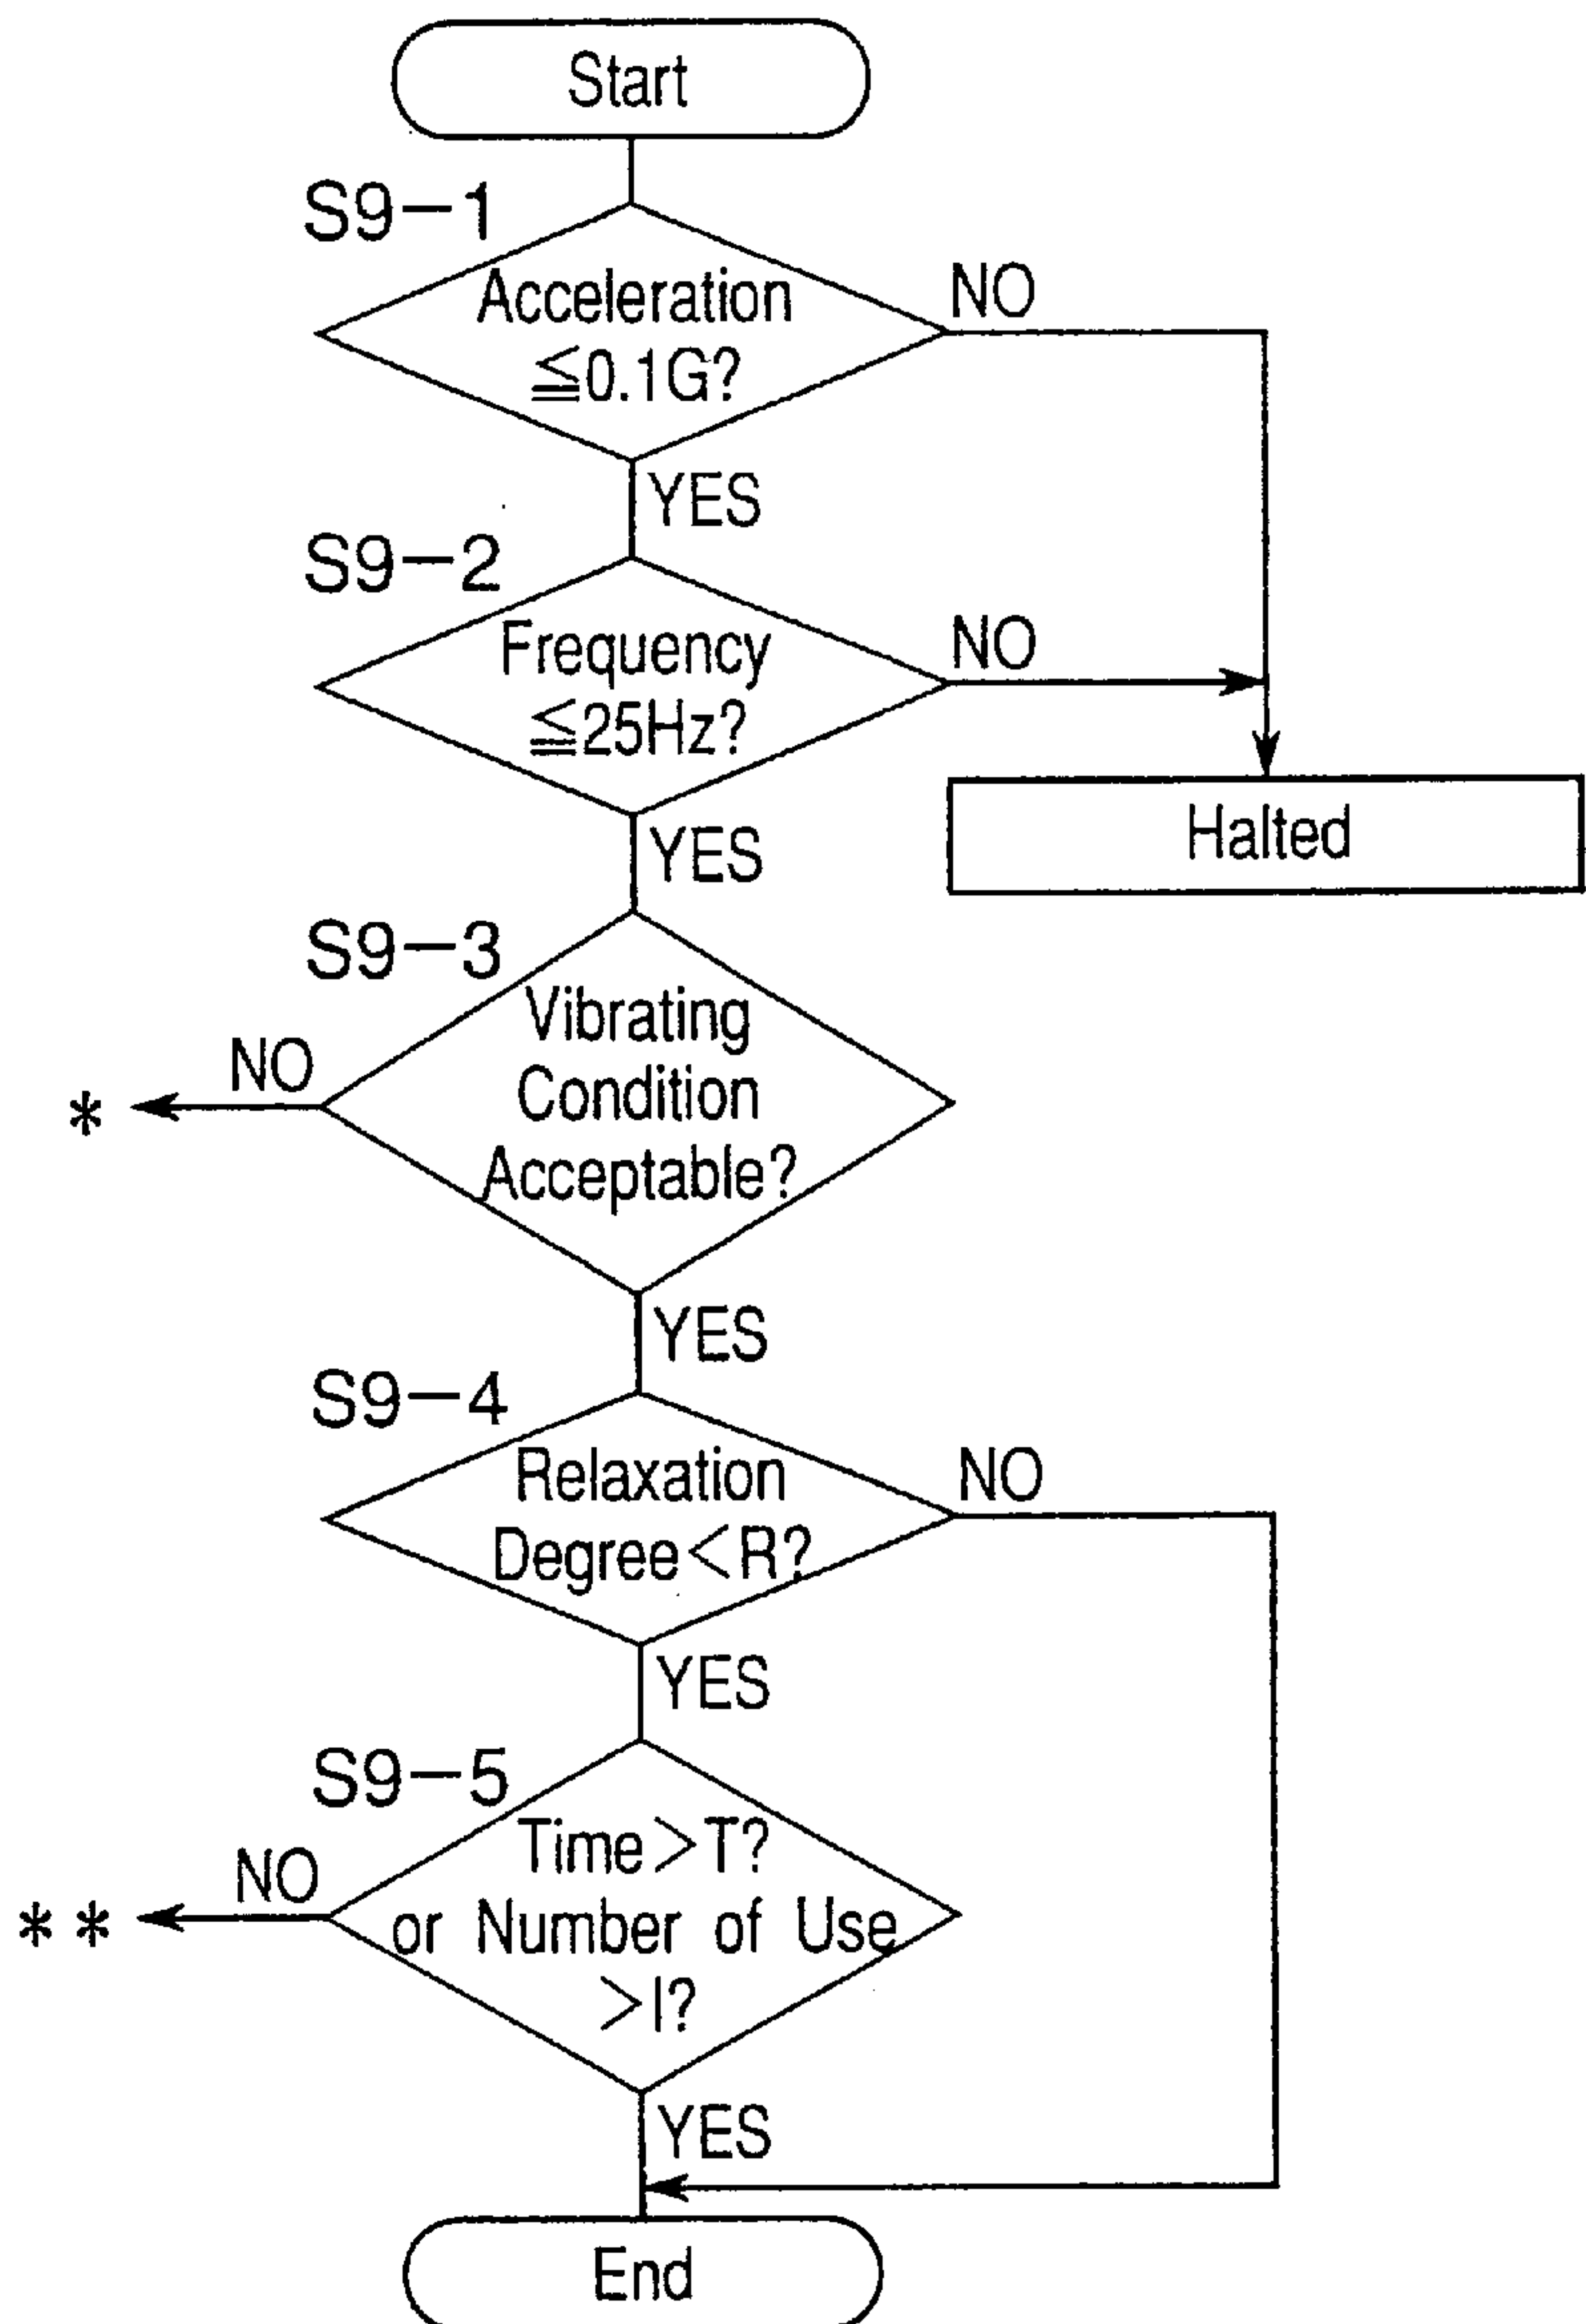 Start
S9-1
Acceleration
≦0.1G?
NO
YES
S9-2
Frequency
≦25Hz?
NO
YES
Halted
S9-3
Vibrating
Condition
Acceptable?
NO
*
YES
S9-4
Relaxation
Degree<R?
NO
YES
S9-5
Time>T?
or Number of Use
>I?
NO
**
YES
End